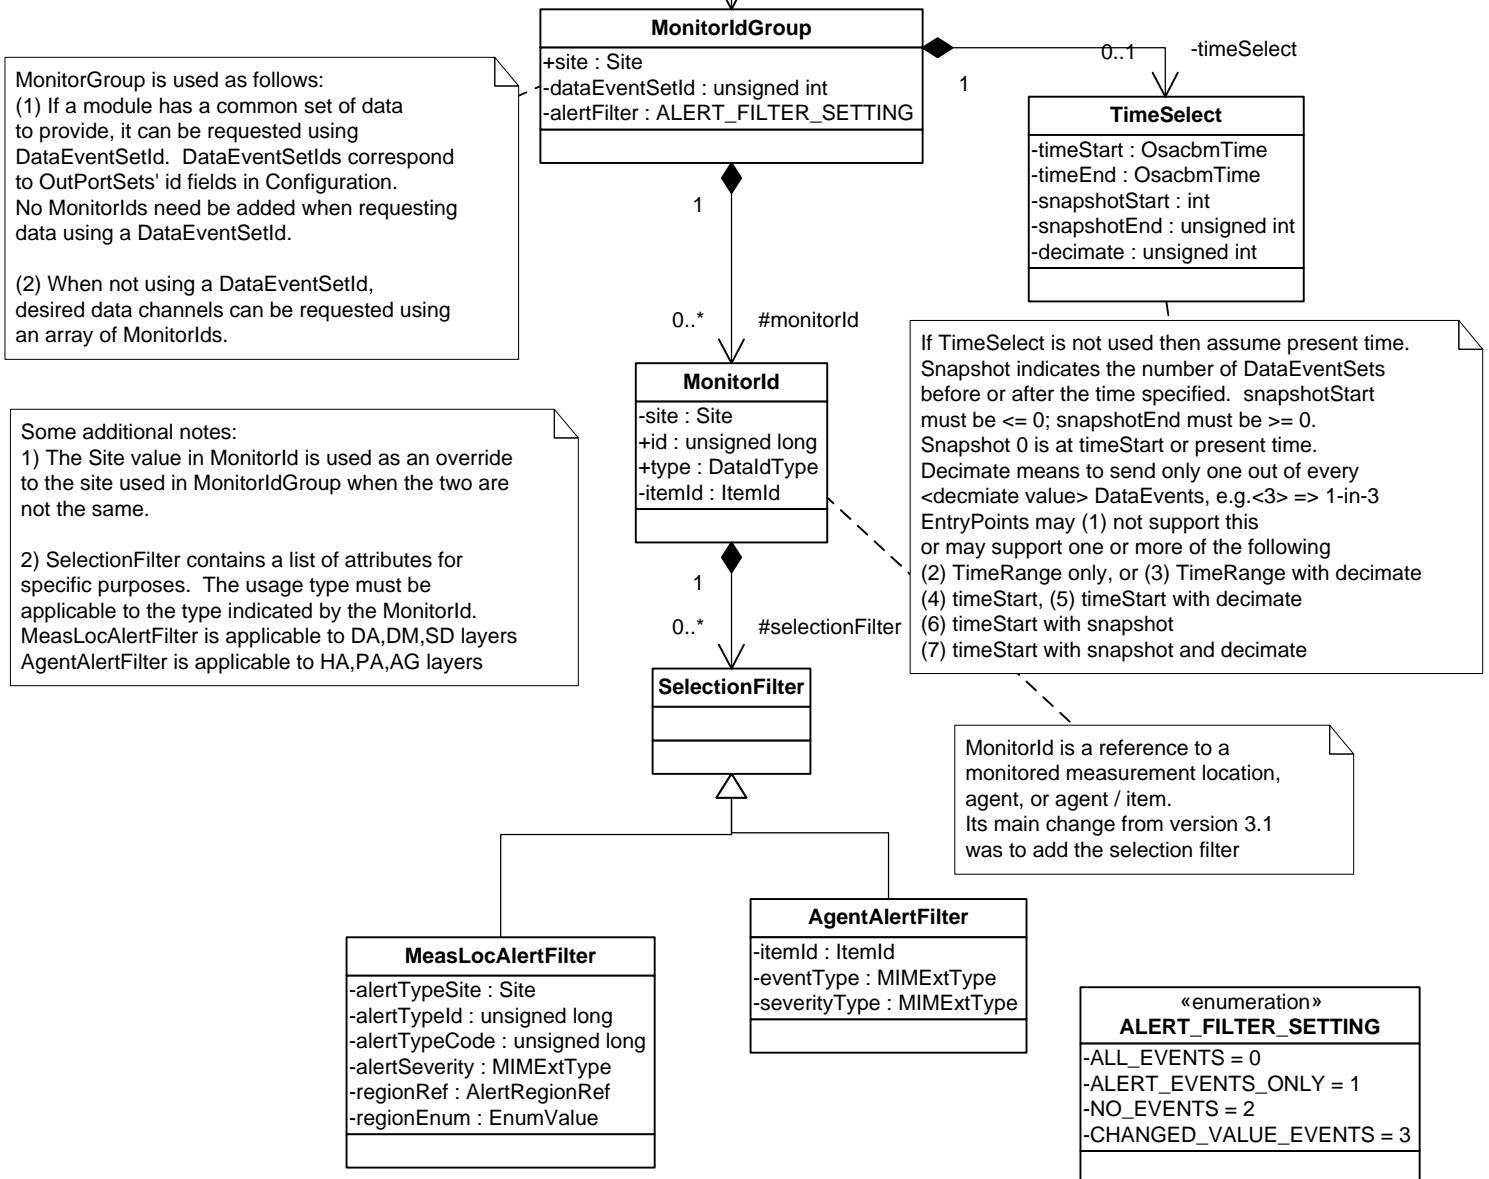 MonitorIdGroup
+site : Site
-dataEventSetId : unsigned int
-alertFilter : ALERT_FILTER_SETTING
1
0..1
-timeSelect
MonitorGroup is used as follows:
(1) If a module has a common set of data
to provide, it can be requested using
DataEventSetId.  DataEventSetIds correspond
to OutPortSets' id fields in Configuration.
No MonitorIds need be added when requesting
data using a DataEventSetId.
(2) When not using a DataEventSetId,
desired data channels can be requested using
an array of MonitorIds.
TimeSelect
-timeStart : OsacbmTime
-timeEnd : OsacbmTime
-snapshotStart : int
-snapshotEnd : unsigned int
-decimate : unsigned int
1
0..*
#monitorId
If TimeSelect is not used then assume present time.
Snapshot indicates the number of DataEventSets
before or after the time specified.  snapshotStart
must be <= 0; snapshotEnd must be >= 0.
Snapshot 0 is at timeStart or present time.
Decimate means to send only one out of every
<decmiate value> DataEvents, e.g.<3> => 1-in-3
EntryPoints may (1) not support this
or may support one or more of the following
(2) TimeRange only, or (3) TimeRange with decimate
(4) timeStart, (5) timeStart with decimate
(6) timeStart with snapshot
(7) timeStart with snapshot and decimate
MonitorId
-site : Site
+id : unsigned long
+type : DataIdType
-itemId : ItemId
Some additional notes:
1) The Site value in MonitorId is used as an override
to the site used in MonitorIdGroup when the two are
not the same.
2) SelectionFilter contains a list of attributes for
specific purposes.  The usage type must be
applicable to the type indicated by the MonitorId.
MeasLocAlertFilter is applicable to DA,DM,SD layers
AgentAlertFilter is applicable to HA,PA,AG layers
1
0..*
#selectionFilter
SelectionFilter
MonitorId is a reference to a
monitored measurement location,
agent, or agent / item.
Its main change from version 3.1
was to add the selection filter
MeasLocAlertFilter
-alertTypeSite : Site
-alertTypeId : unsigned long
-alertTypeCode : unsigned long
-alertSeverity : MIMExtType
-regionRef : AlertRegionRef
-regionEnum : EnumValue
AgentAlertFilter
-itemId : ItemId
-eventType : MIMExtType
-severityType : MIMExtType
«enumeration»
ALERT_FILTER_SETTING
-ALL_EVENTS = 0
-ALERT_EVENTS_ONLY = 1
-NO_EVENTS = 2
-CHANGED_VALUE_EVENTS = 3